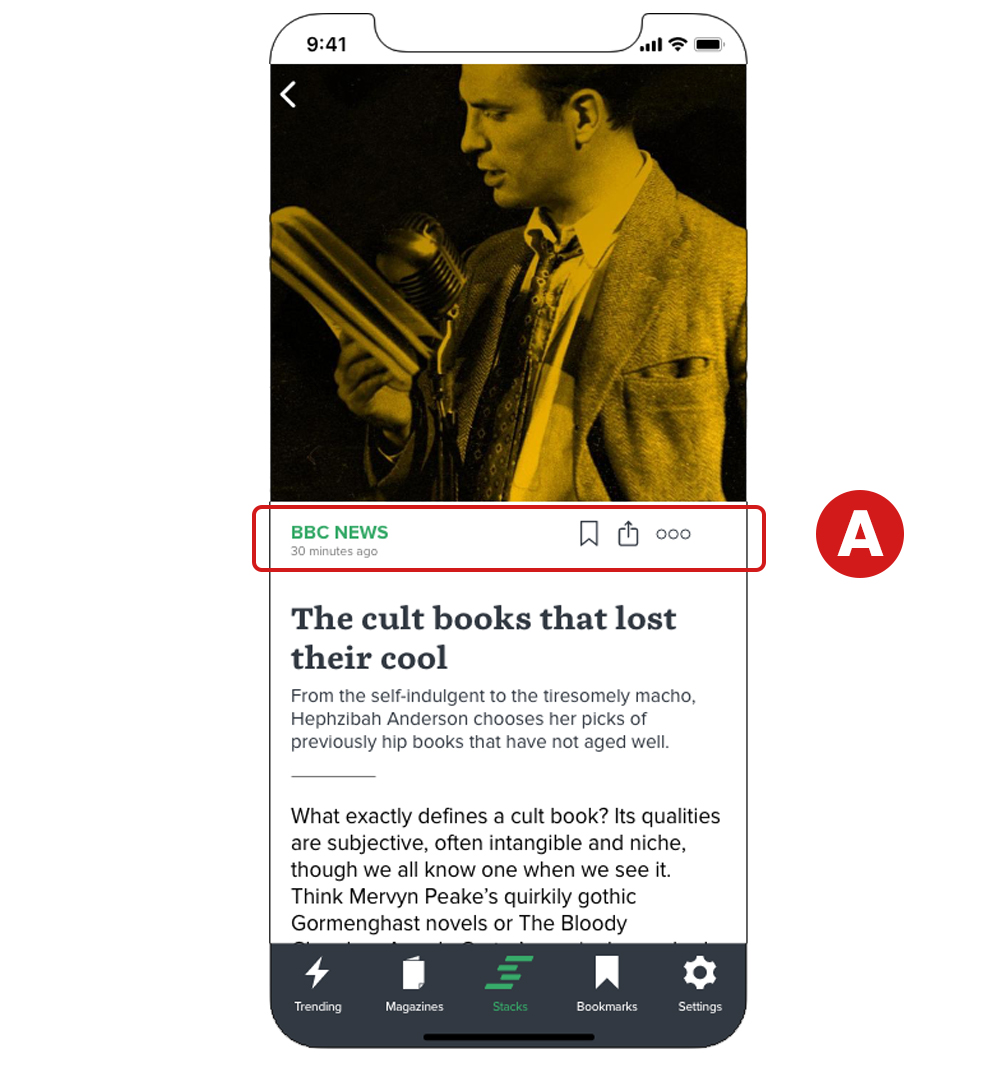 9:41
BBC NEWS
30 minutes ago
A
The cult books that lost
their cool
From the self-indulgent to the tiresomely macho,
Hephzibah Anderson chooses her picks of
previously hip books that have not aged well.
What exactly defines a cult book? Its qualities
are subjective, often intangible and niche,
though we all know one when we see it.
Think Mervyn Peake’s quirkily gothic
Gormenghast novels or The Bloody
Trending
Magazines
Stacks
Bookmarks
Settings